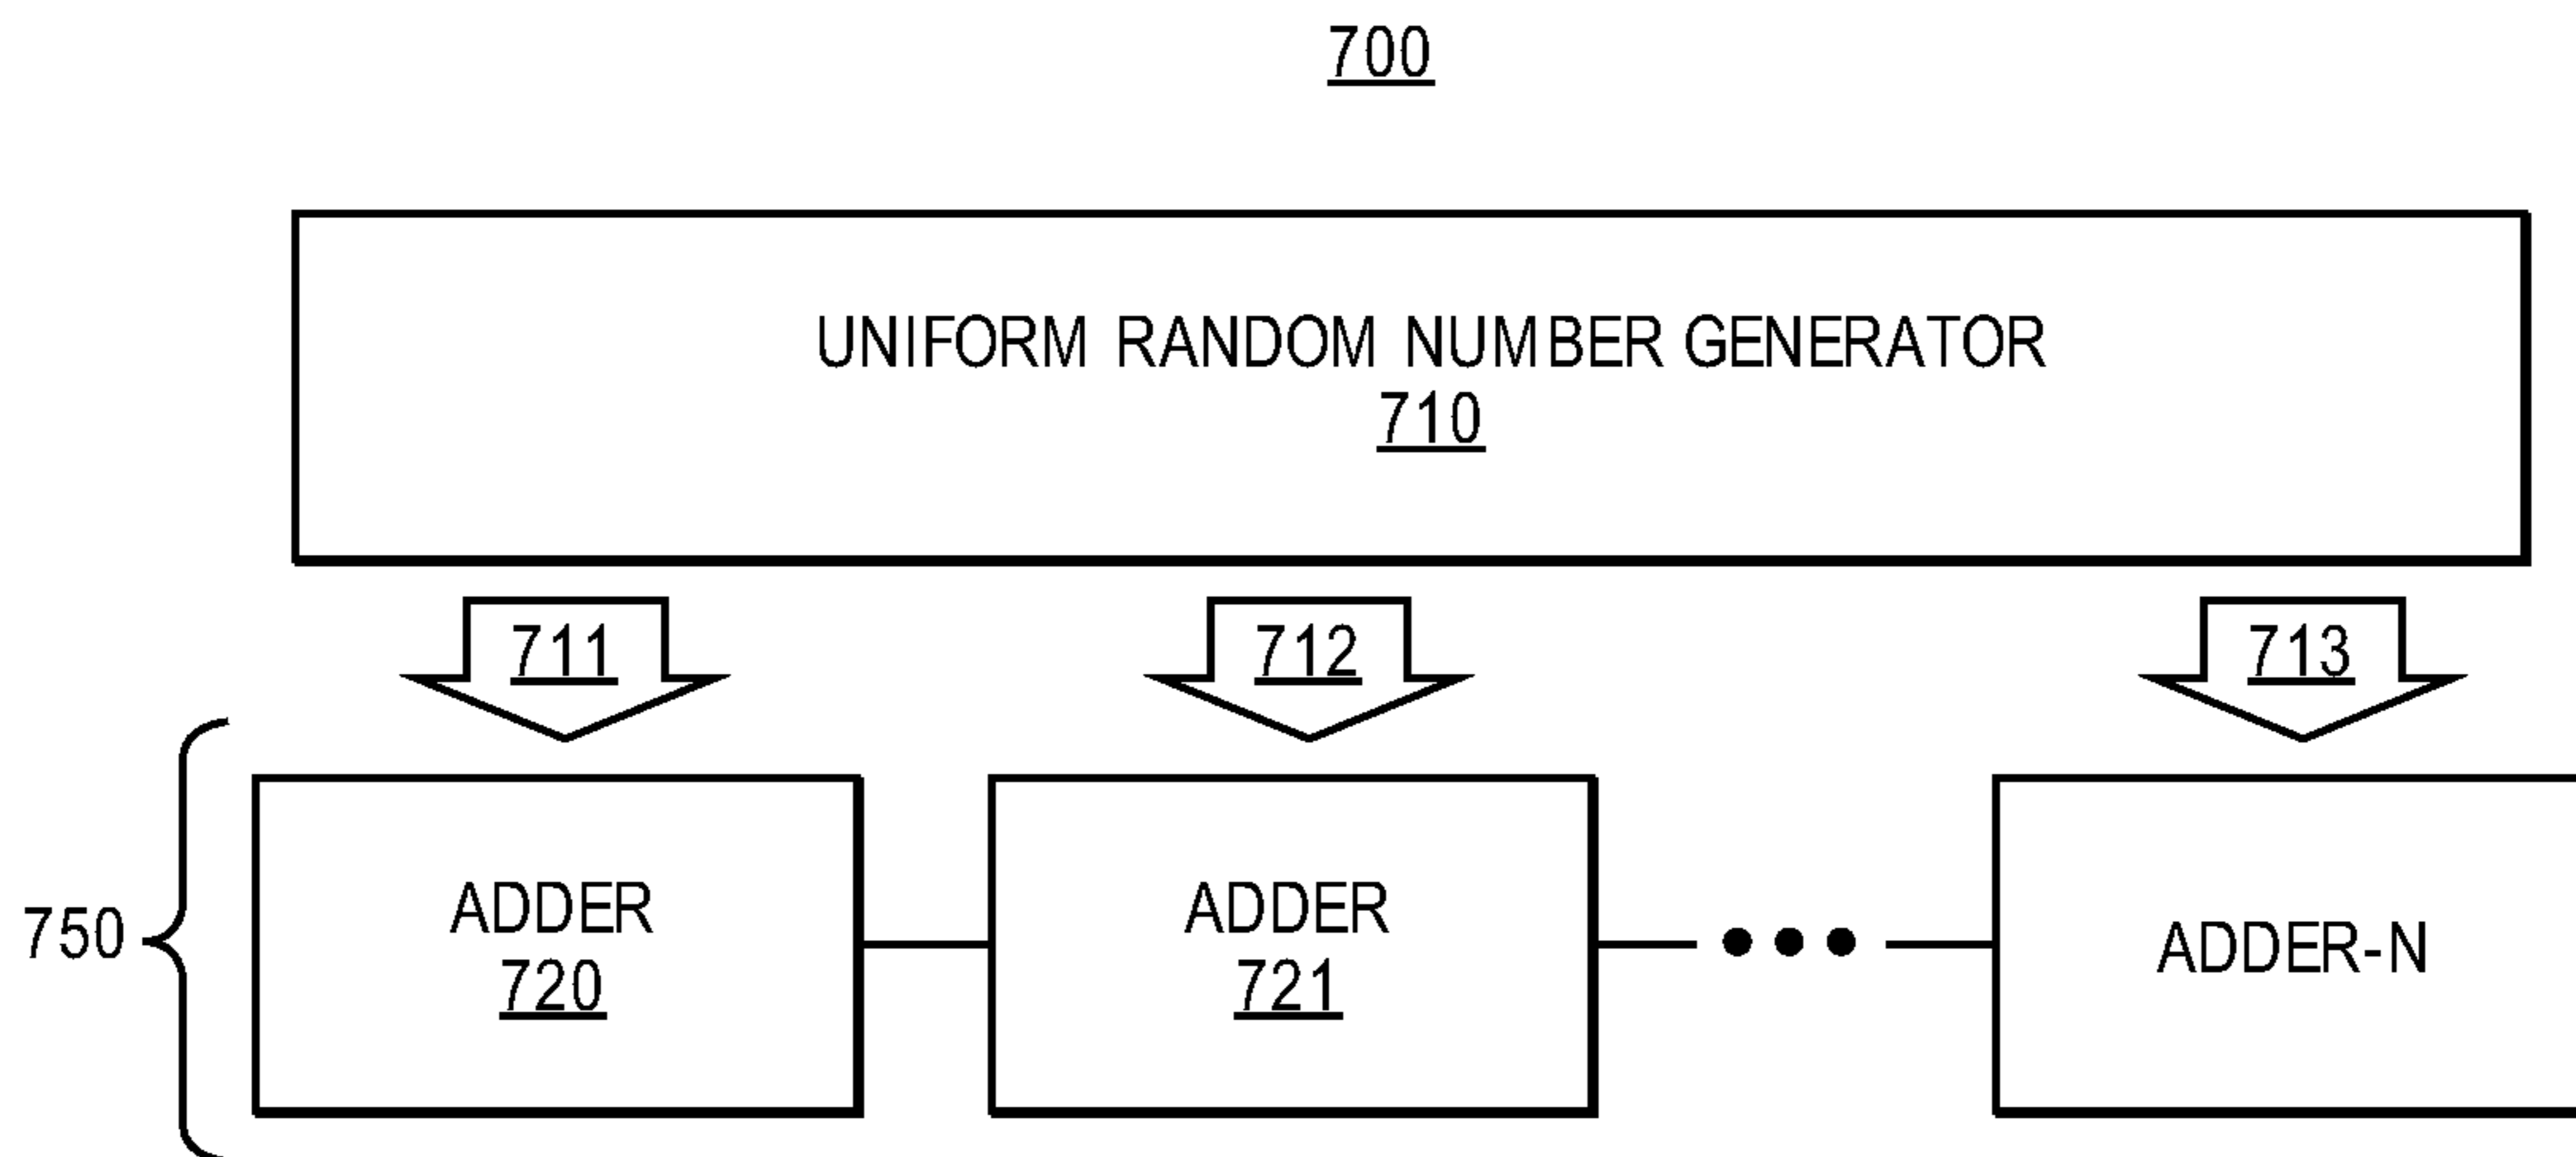 700
UNIFORM RANDOM NUMBER GENERATOR
710
711 712 713
750
ADDER ADDER ADDER-N
720 721